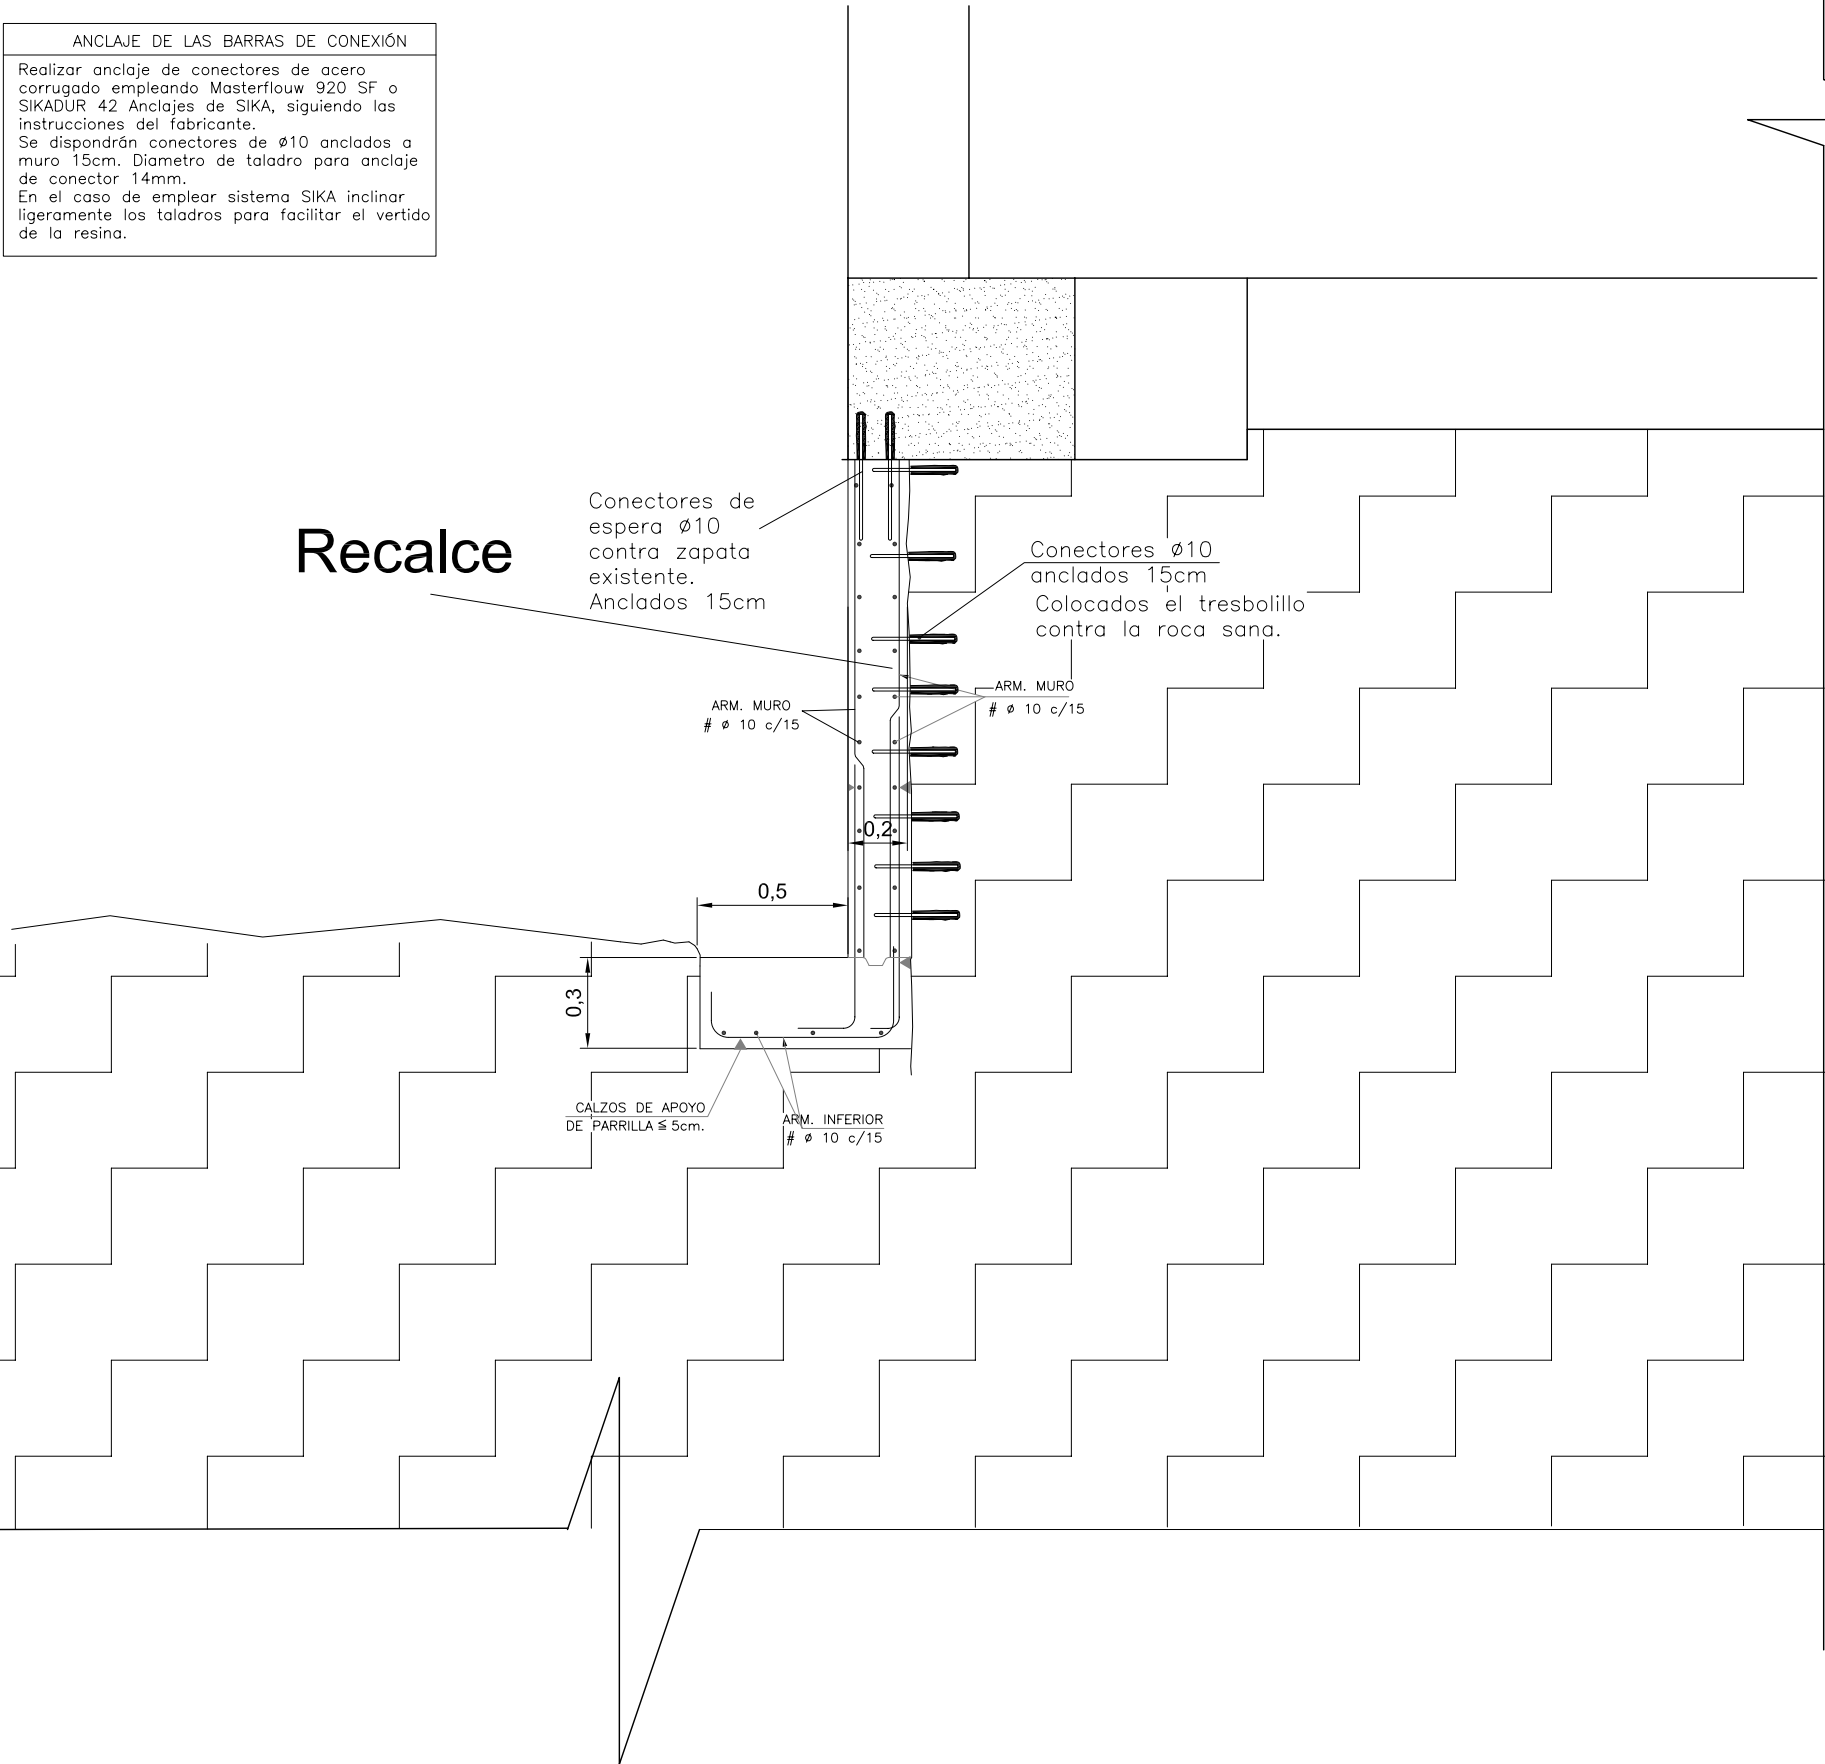 ANCLAJE DE LAS BARRAS DE CONEXIÓN
Realizar anclaje de conectores de acero
corrugado empleando Masterflouw 920 SF o
SIKADUR 42 Anclajes de SIKA, siguiendo las
instrucciones del fabricante.
Se dispondrán conectores de ø10 anclados a
muro 15cm. Diametro de taladro para anclaje
de conector 14mm.
En el caso de emplear sistema SIKA inclinar
ligeramente los taladros para facilitar el vertido
de la resina.
Recalce
Conectores de
espera ø10
contra zapata
existente.
Anclados 15cm
Conectores ø10
anclados 15cm
Colocados el tresbolillo
contra la roca sana.
ARM. MURO
# ø 10 c/15
ARM. MURO
# ø 10 c/15
0,2
0,5
0,3
CALZOS DE APOYO
DE PARRILLA ≦ 5cm.
ARM. INFERIOR
# ø 10 c/15